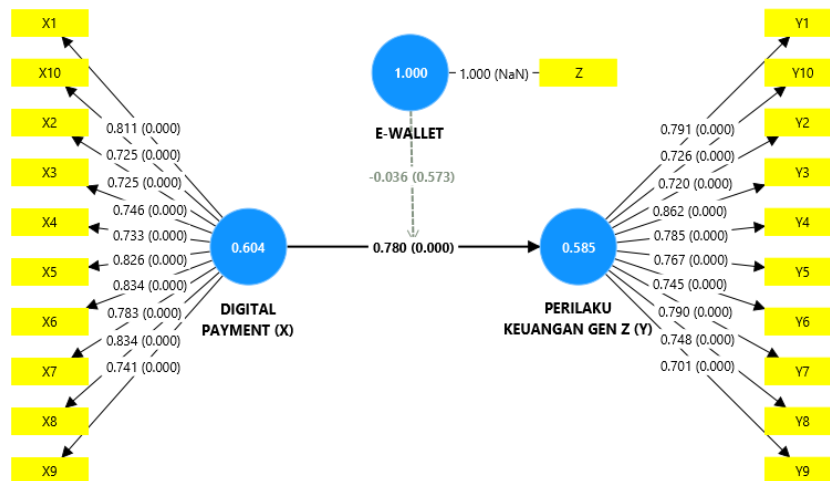 X1
X10
X2
X3
X4
X5
X6
X7
X8
X9
0.811 (0.000)
0.725 (0.000)
0.725 (0.000)
0.746 (0.000)
0.733 (0.000)
0.826 (0.000)
0.834 (0.000)
0.783 (0.000)
0.834 (0.000)
0.741 (0.000)
0.604
DIGITAL
PAYMENT (X)
1.000
1.000 (NaN)
Z
E-WALLET
-0.036 (0.573)
0.780 (0.000)
0.585
PERILAKU
KEUANGAN GEN Z (Y)
0.791 (0.000)
0.726 (0.000)
0.720 (0.000)
0.862 (0.000)
0.785 (0.000)
0.767 (0.000)
0.745 (0.000)
0.790 (0.000)
0.748 (0.000)
0.701 (0.000)
Y1
Y10
Y2
Y3
Y4
Y5
Y6
Y7
Y8
Y9